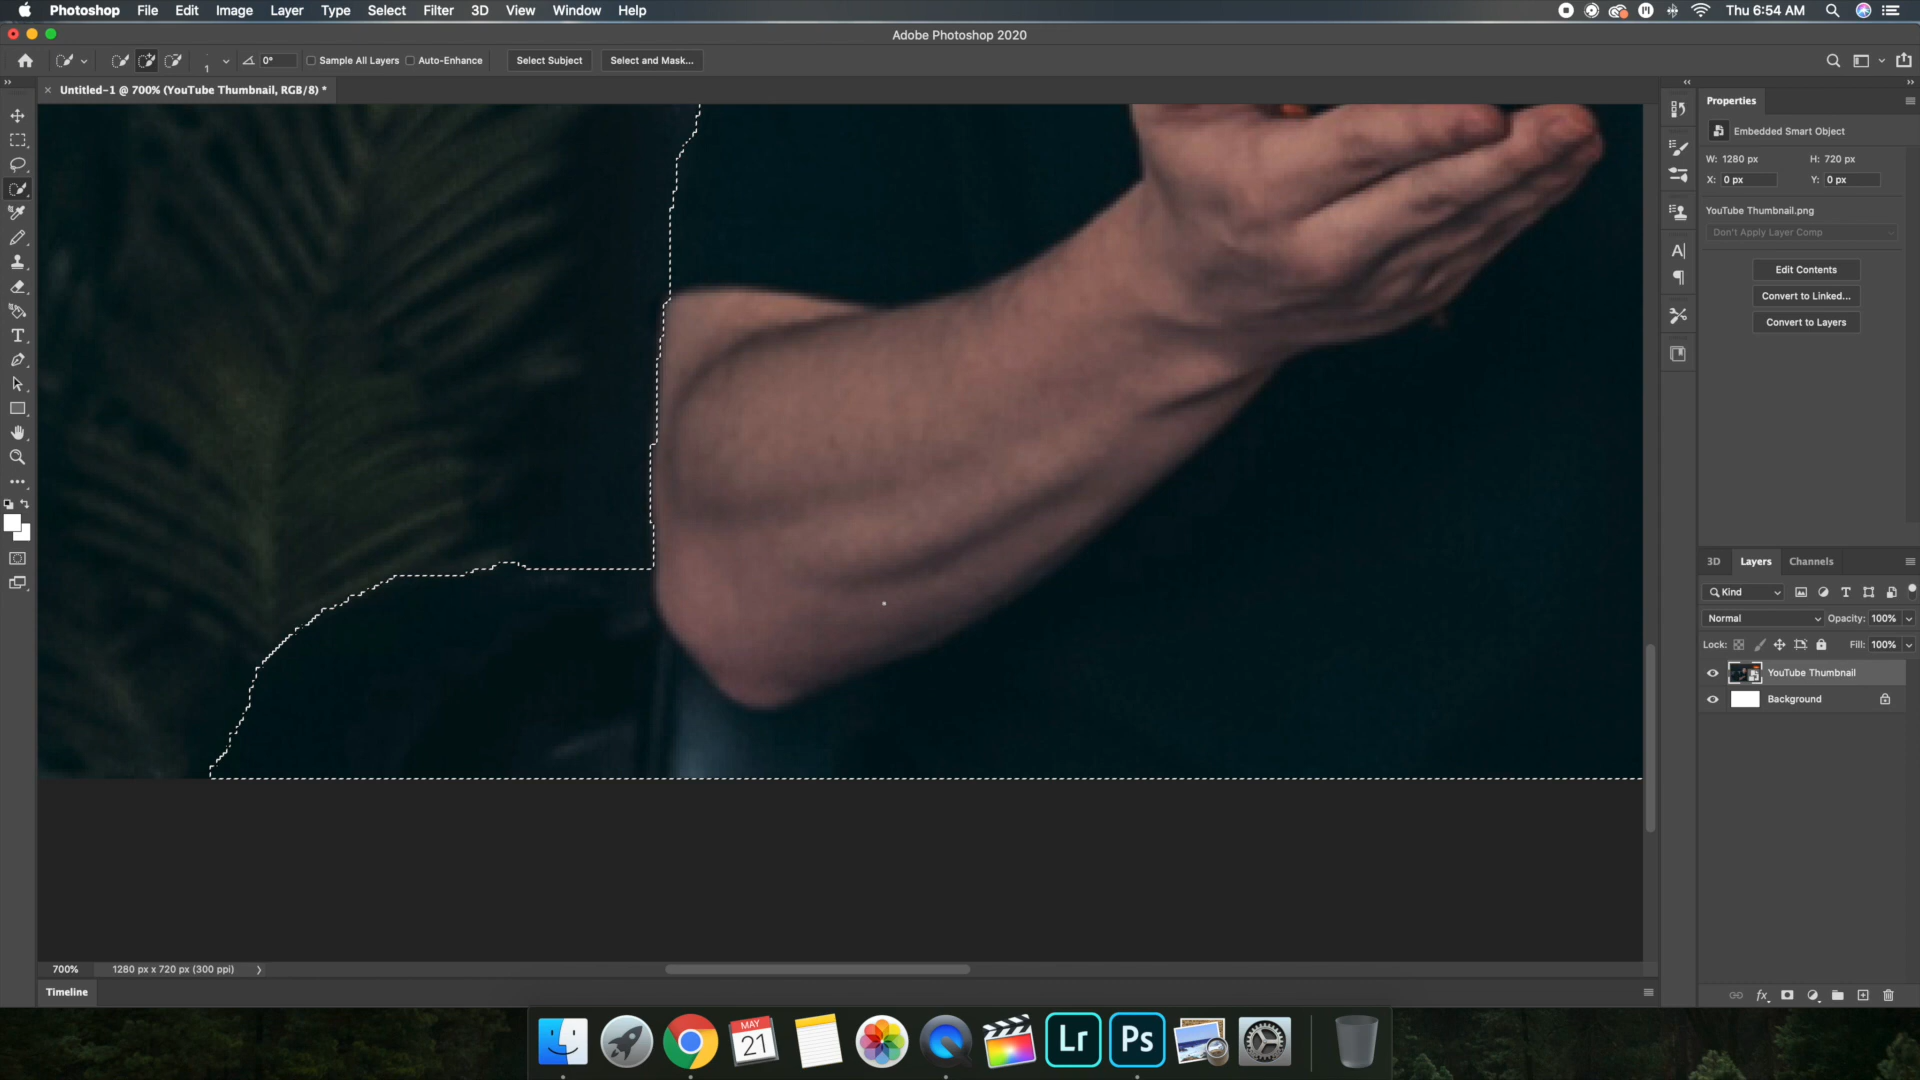 Photoshop File Edit Image Layer Type Select Filter 3D View Window Help Thu 6:54 AM
Adobe Photoshop 2020
1 0° Sample All Layers Auto-Enhance Select Subject Select and Mask...
Untitled-1 @ 700% (YouTube Thumbnail, RGB/8) *
Properties
Embedded Smart Object
W: 1280 px H: 720 px
X: 0 px Y: 0 px
YouTube Thumbnail.png
Don't Apply Layer Comp
Edit Contents
Convert to Linked...
Convert to Layers
3D Layers Channels
Kind
Normal Opacity: 100%
Lock: Fill: 100%
YouTube Thumbnail
Background
700% 1280 px x 720 px (300 ppi)
Timeline
MAY
21
Lr
Ps